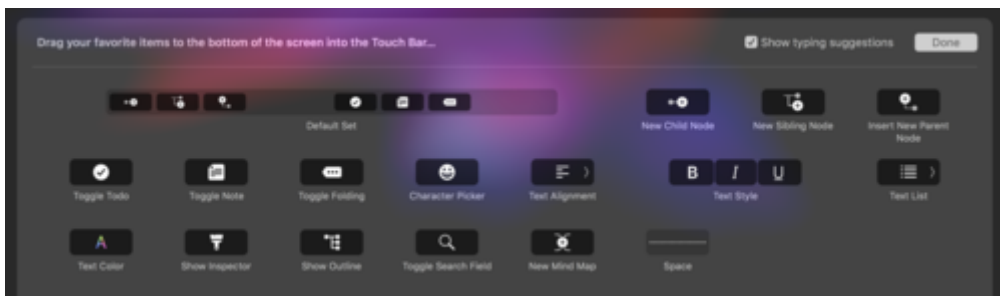 Drag your favorite items to the bottom of the screen into the Touch Bar...
Show typing suggestions
Done
Default Set
New Child Node
New Sibling Node
Insert New Parent
Node
Toggle Todo
Toggle Note
Toggle Folding
Character Picker
Text Alignment
B I U
Text Style
Text List
A
Text Color
Show Inspector
Show Outline
Toggle Search Field
New Mind Map
Space